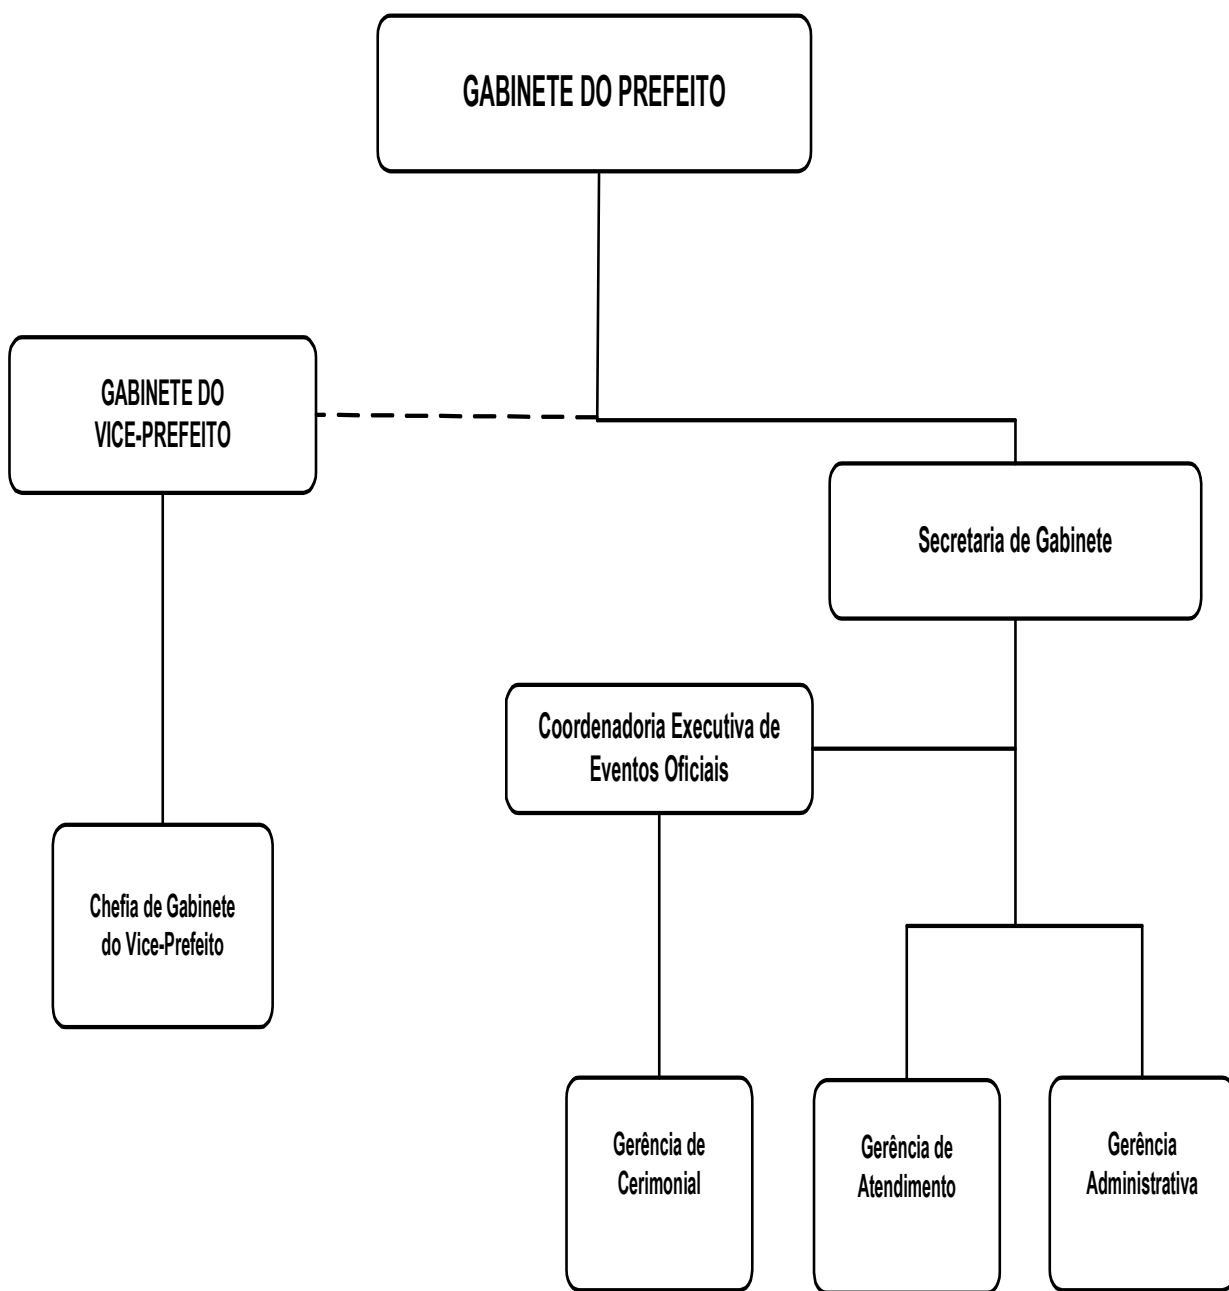 GABINETE DO PREFEITO
GABINETE DO
VICE-PREFEITO
Secretaria de Gabinete
Coordenadoria Executiva de
Eventos Oficiais
Chefia de Gabinete
do Vice-Prefeito
Gerência de
Cerimonial
Gerência de
Atendimento
Gerência
Administrativa